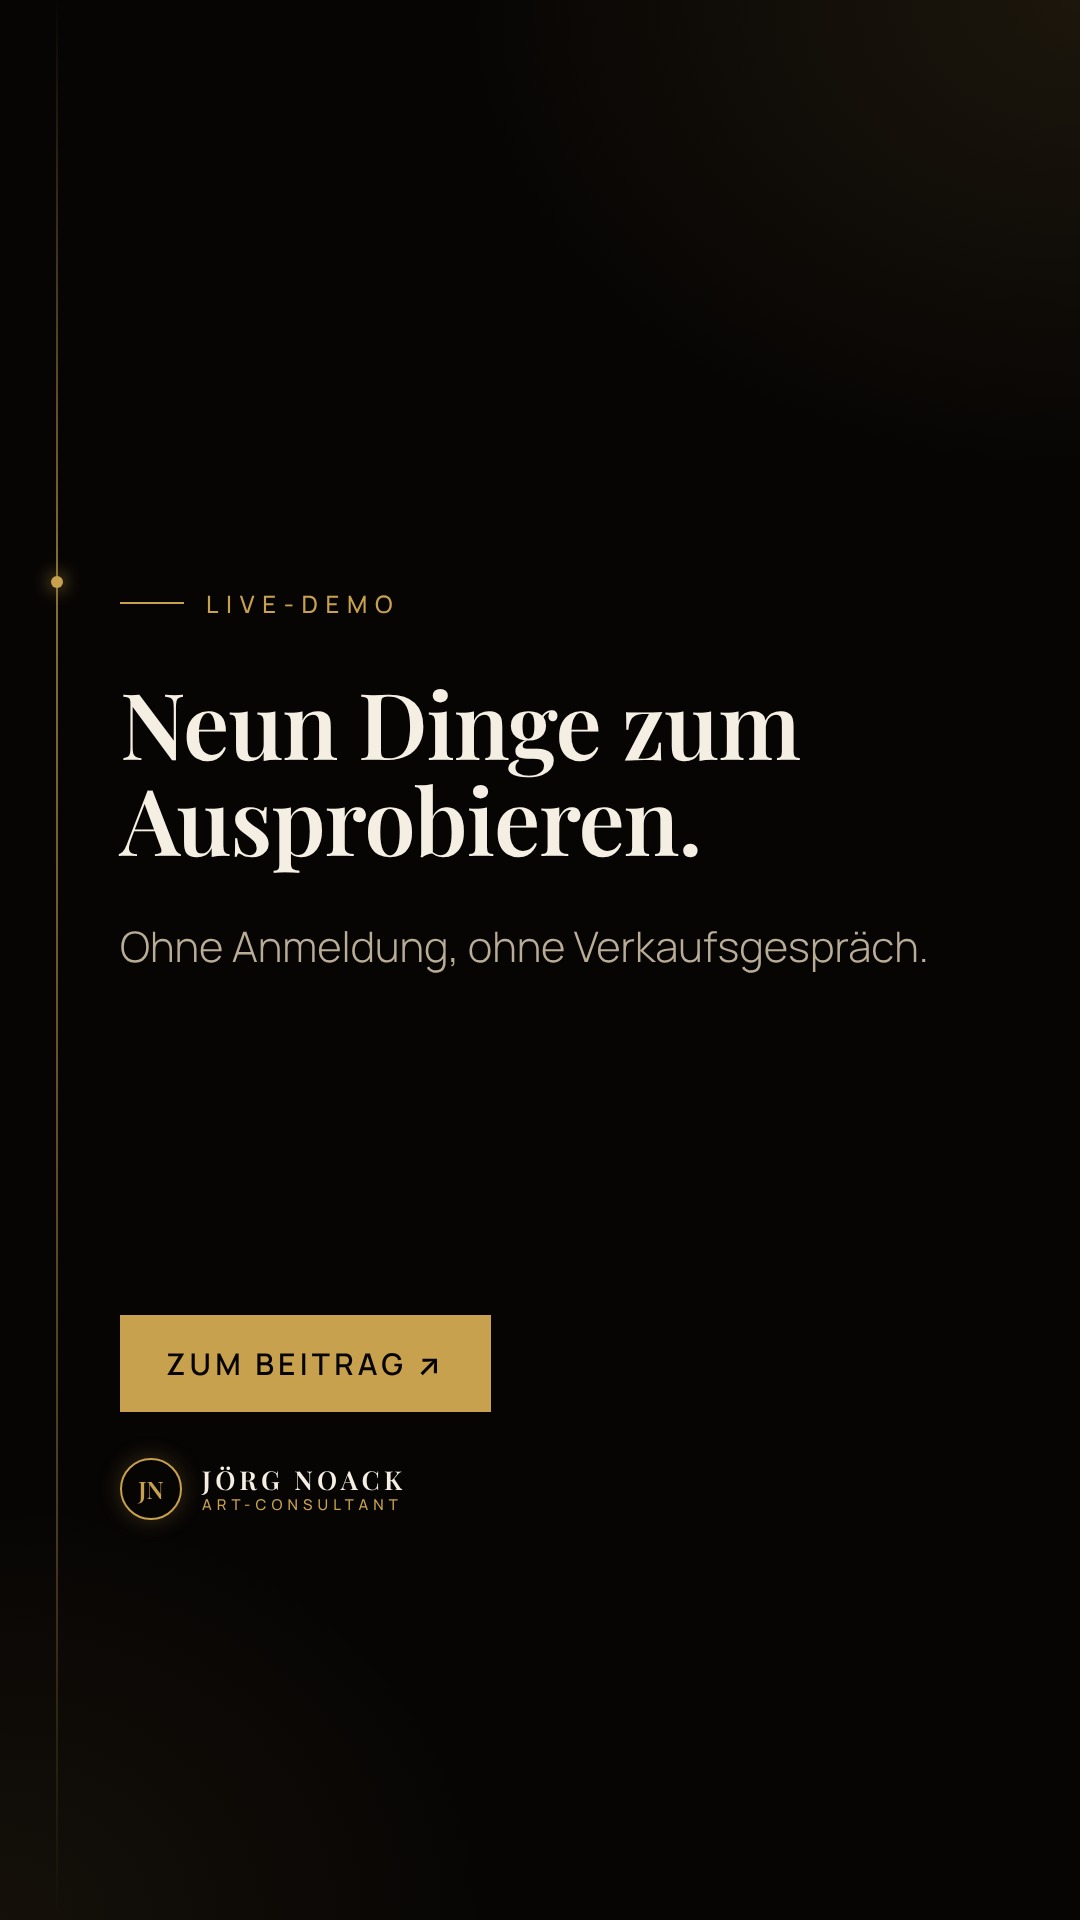 LIVE-DEMO
Neun Dinge zum
Ausprobieren.
Ohne Anmeldung, ohne Verkaufsgespräch.
ZUM BEITRAG ↗
JN
JÖRG NOACK
ART-CONSULTANT